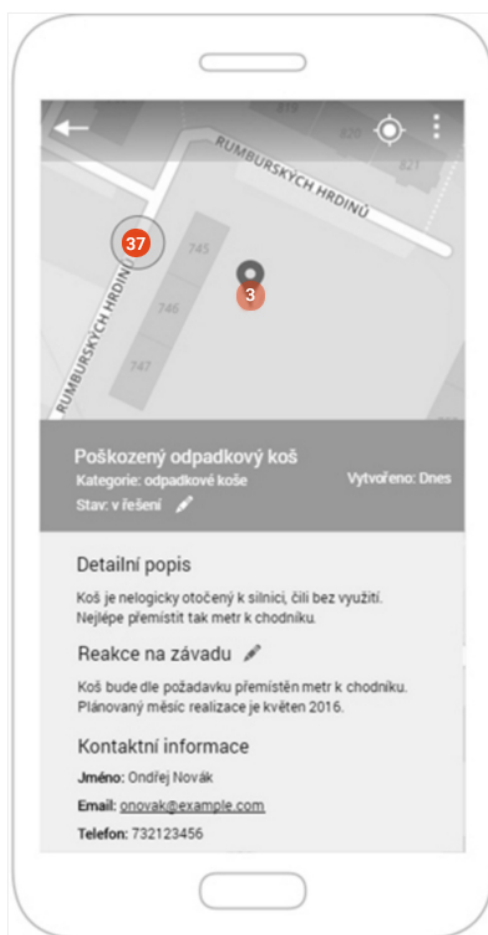 819
820
821
RUMBURSKÝCH HRDINŮ
37
745
3
746
RUMBURSKÝCH HRDINŮ
747
Poškozený odpadkový koš
Kategorie: odpadkové koše
Vytvořeno: Dnes
Stav: v řešení
Detailní popis
Koš je nelogicky otočený k silnici, čili bez využití.
Nejlépe přemístit tak metr k chodníku.
Reakce na závadu
Koš bude dle požadavku přemístěn metr k chodníku.
Plánovaný měsíc realizace je květen 2016.
Kontaktní informace
Jméno: Ondřej Novák
Email: onovak@example.com
Telefon: 732123456